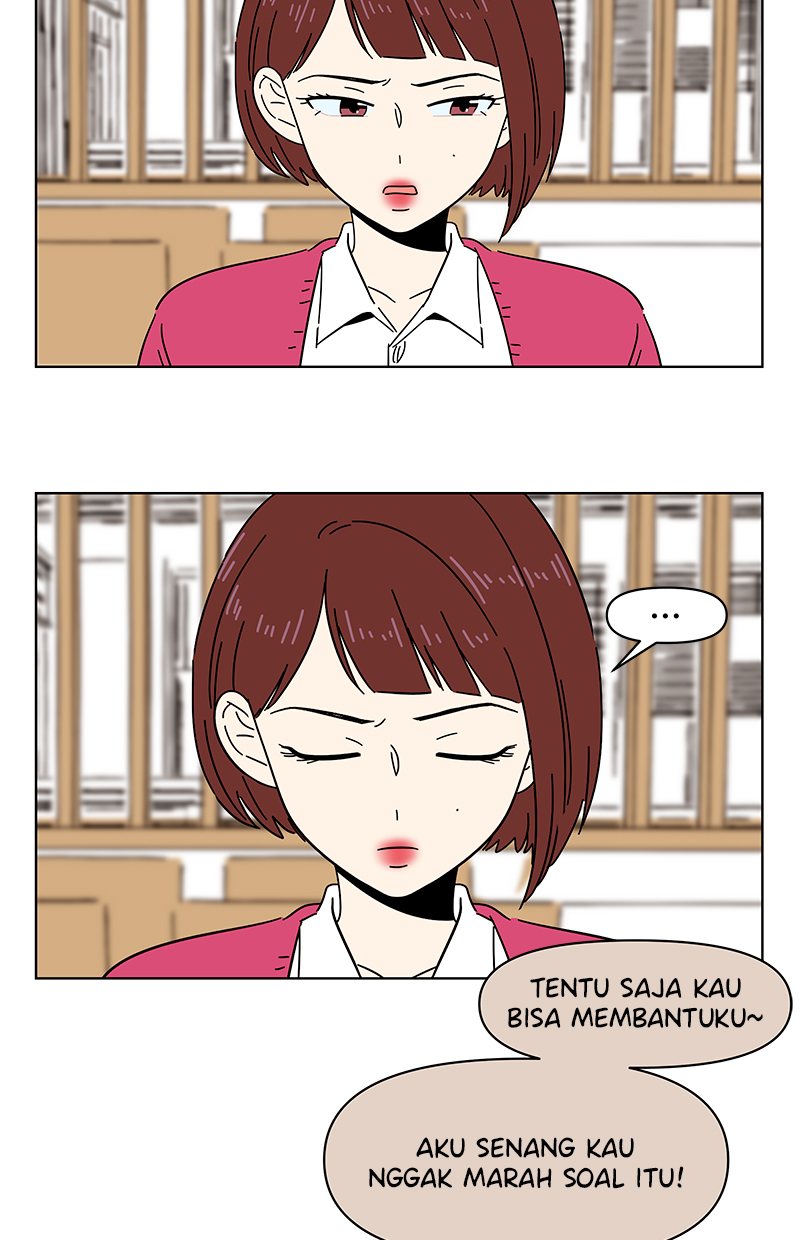 ...
TENTU SAJA KAU
BISA MEMBANTUKU~
AKU SENANG KAU
NGGAK MARAH SOAL ITU!